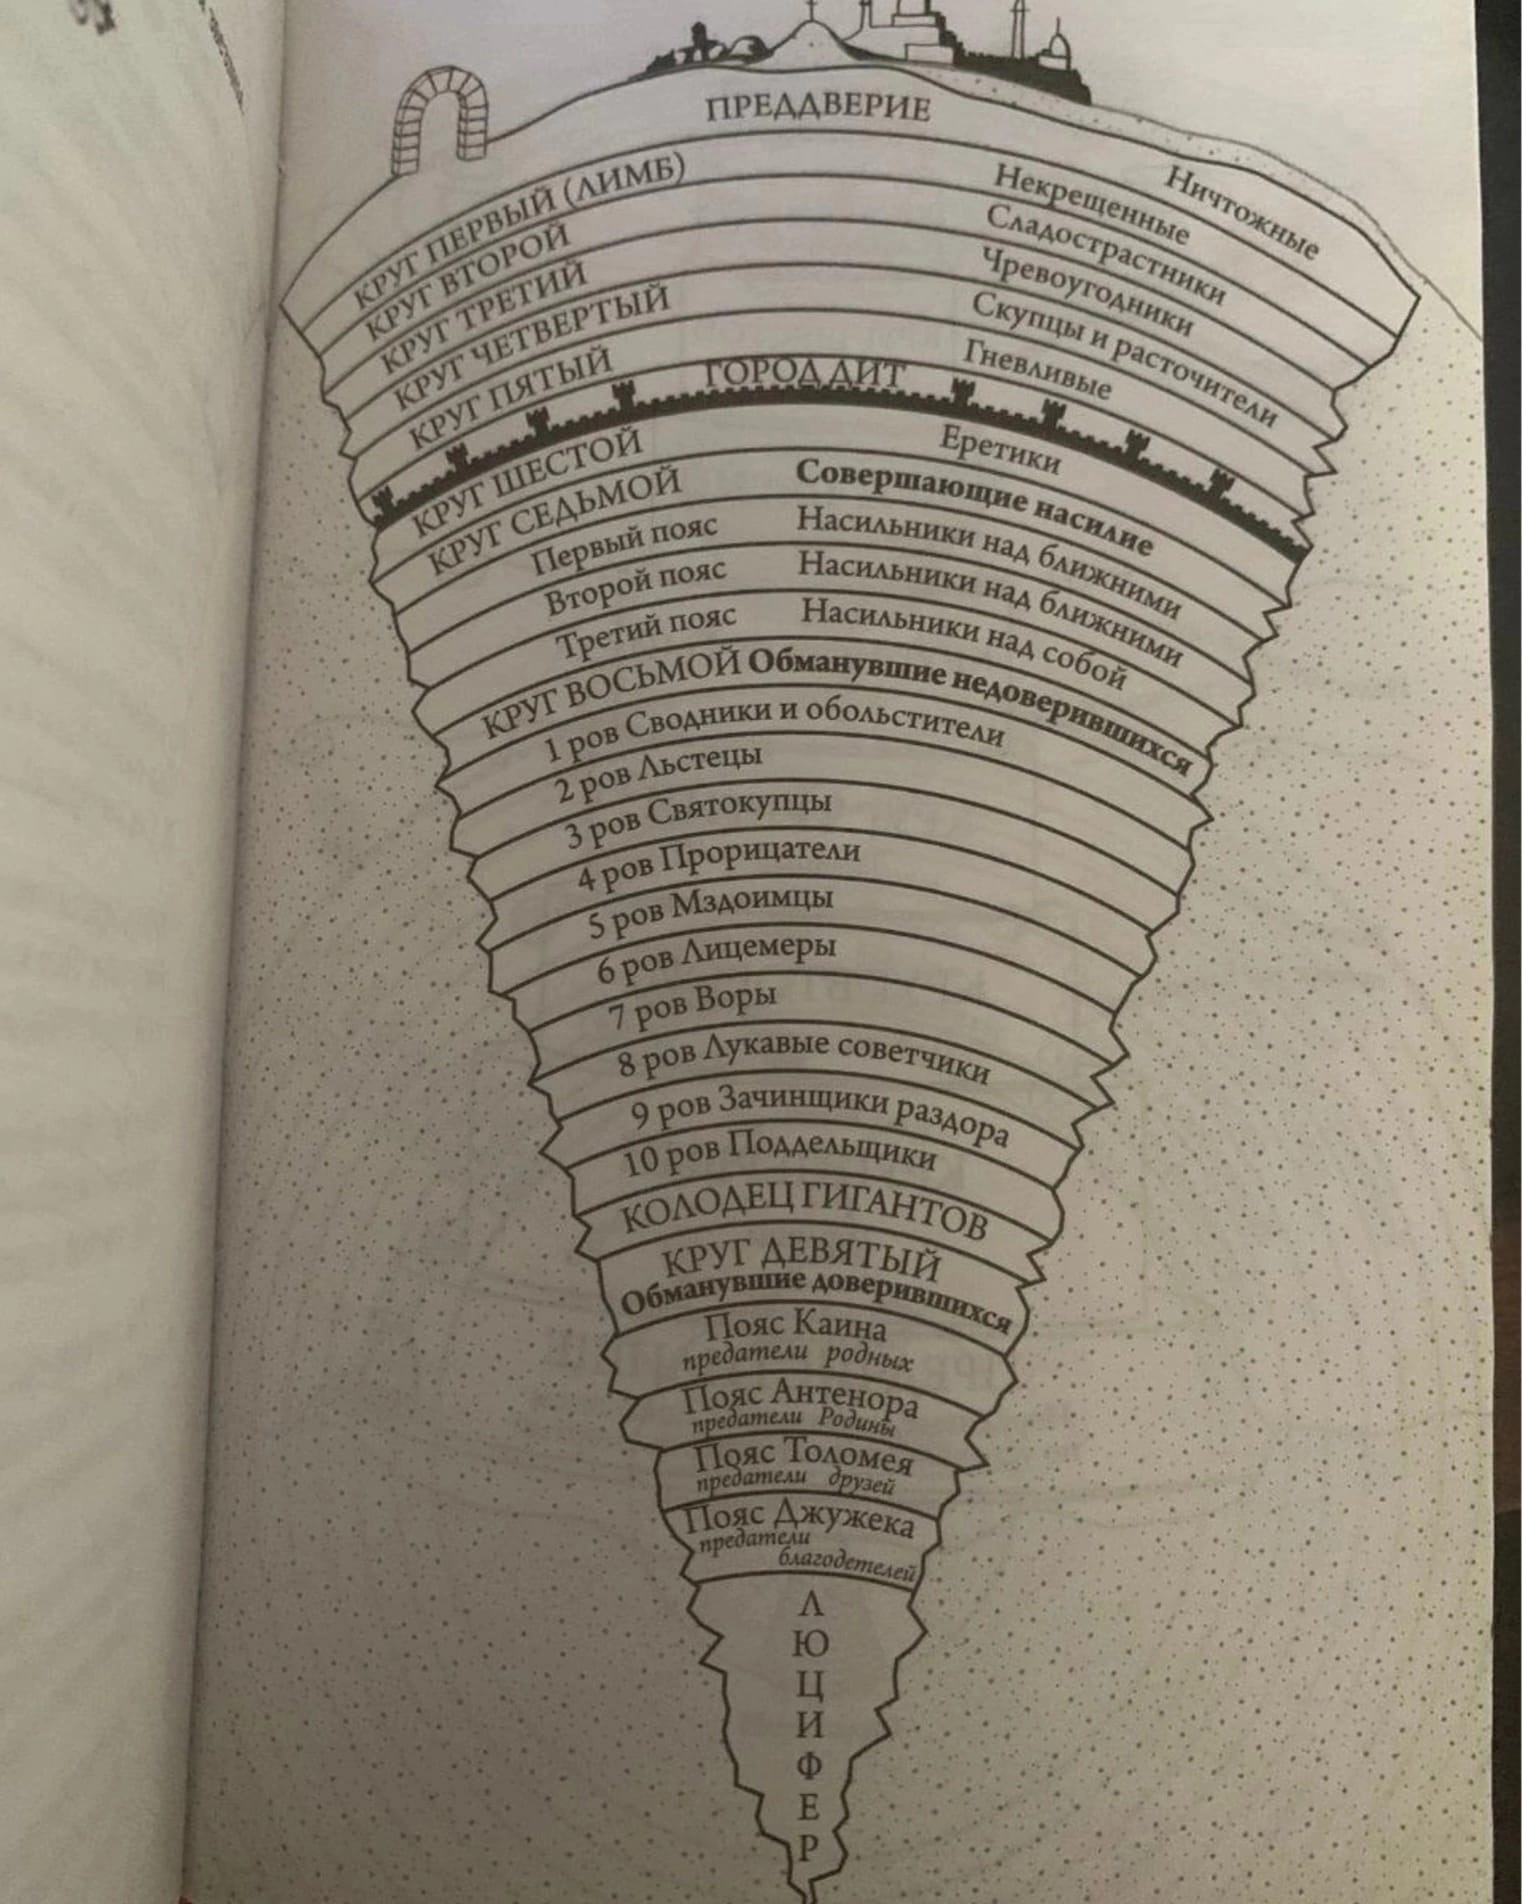 ПРЕДДВЕРИЕ Ничтожные
КРУГ ПЕРВЫЙ (ЛИМБ) Некрещенные
КРУГ ВТОРОЙ Сладострастники
КРУГ ТРЕТИЙ Чревоугодники
КРУГ ЧЕТВЕРТЫЙ Скупцы и расточители
КРУГ ПЯТЫЙ Гневливые
ГОРОД ДИТ
КРУГ ШЕСТОЙ Еретики
КРУГ СЕДЬМОЙ Совершающие насилие
Первый пояс Насильники над ближними
Второй пояс Насильники над ближними
Третий пояс Насильники над собой
КРУГ ВОСЬМОЙ Обманувшие недоверившихся
1 ров Сводники и обольстители
2 ров Льстецы
3 ров Святокупцы
4 ров Прорицатели
5 ров Мздоимцы
6 ров Лицемеры
7 ров Воры
8 ров Лукавые советчики
9 ров Зачинщики раздора
10 ров Поддельщики
КОЛОДЕЦ ГИГАНТОВ
КРУГ ДЕВЯТЫЙ
Обманувшие доверившихся
Пояс Каина
предатели родных
Пояс Антенора
предатели Родины
Пояс Толомея
предатели друзей
Пояс Джужека
предатели
благодетелей
ЛЮЦИФЕР